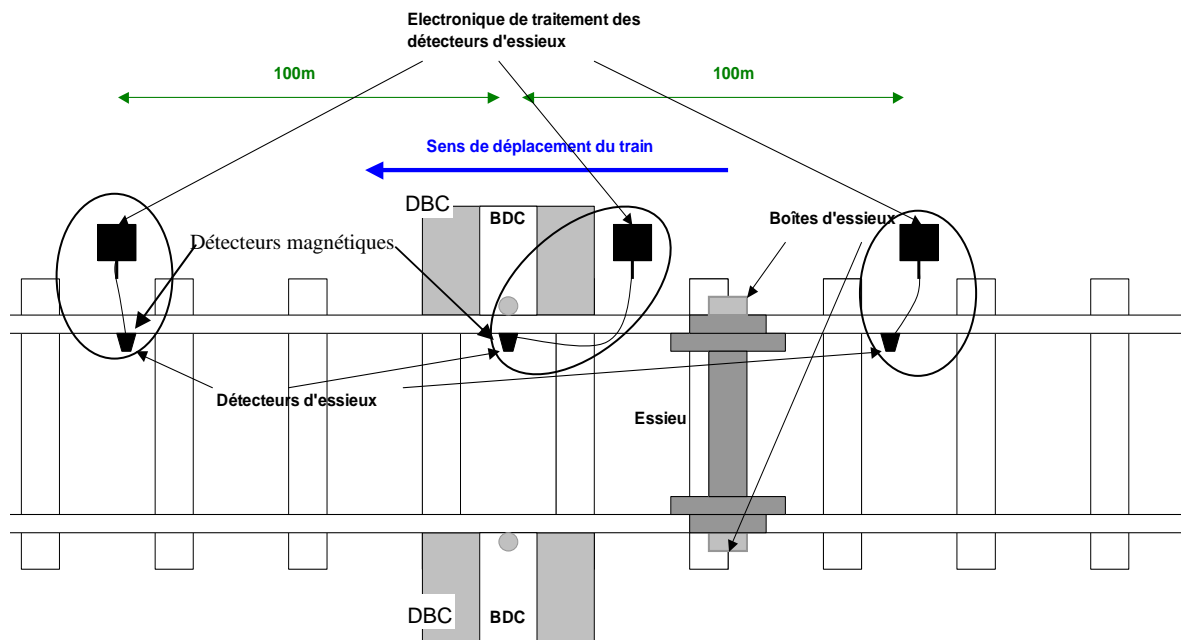 Electronique de traitement des
détecteurs d'essieux
100m
100m
Sens de déplacement du train
DBC
BDC
Boîtes d'essieux
Détecteurs magnétiques
Détecteurs d'essieux
Essieu
DBC
BDC